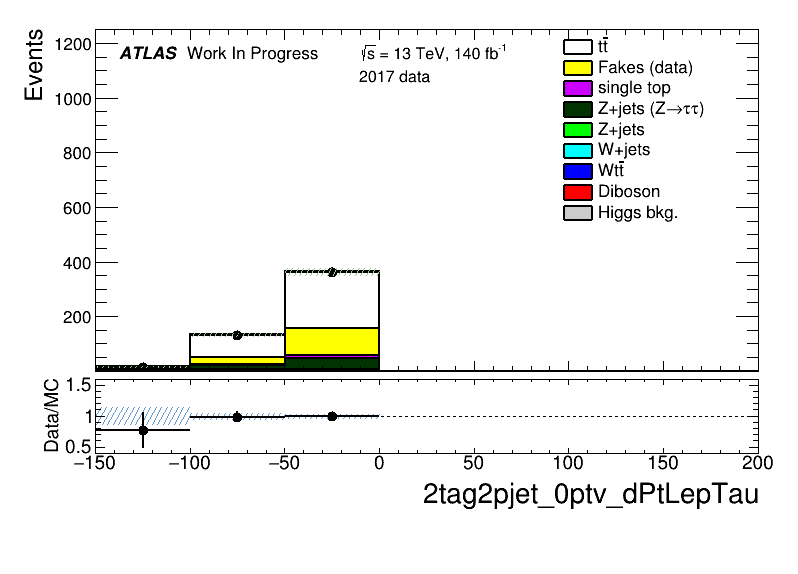 Events
1200
1000
800
600
400
200
ATLAS Work In Progress
√s = 13 TeV, 140 fb⁻¹
2017 data
tt̄
Fakes (data)
single top
Z+jets (Z→ττ)
Z+jets
W+jets
Wtt̄
Diboson
Higgs bkg.
Data/MC
1.5
1
0.5
−150 −100 −50 0 50 100 150 200
2tag2pjet_0ptv_dPtLepTau